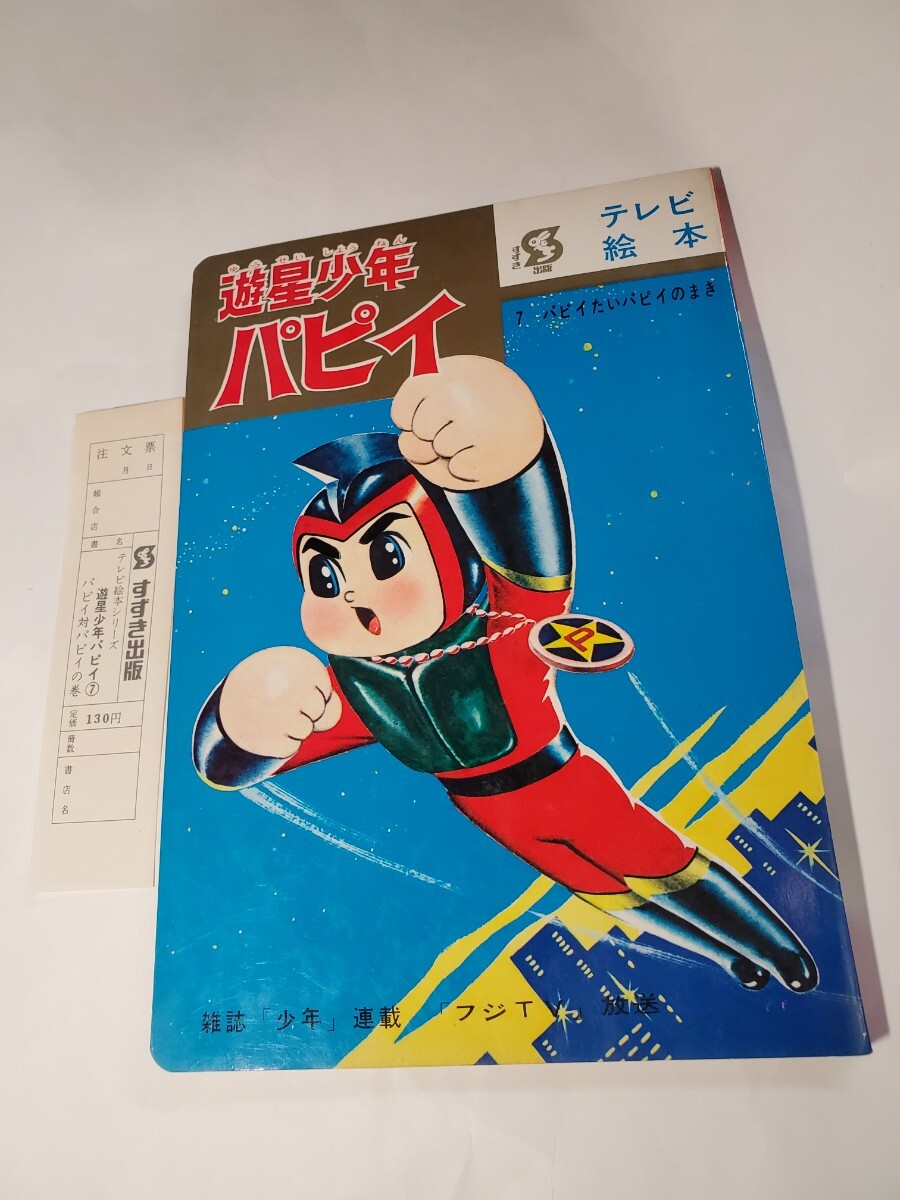 ゆうせいしょうねん
遊星少年
パピイ
すずき
出版
テレビ
絵本
7 パピイたいパピイのまき
P
雑誌「少年」連載 「フジTV」放送
注文票
月 日
帳合店
書名
すずき出版
テレビ絵本シリーズ
遊星少年パピイ⑦
パピイ対パピイの巻
定価
130円
冊数
書店名